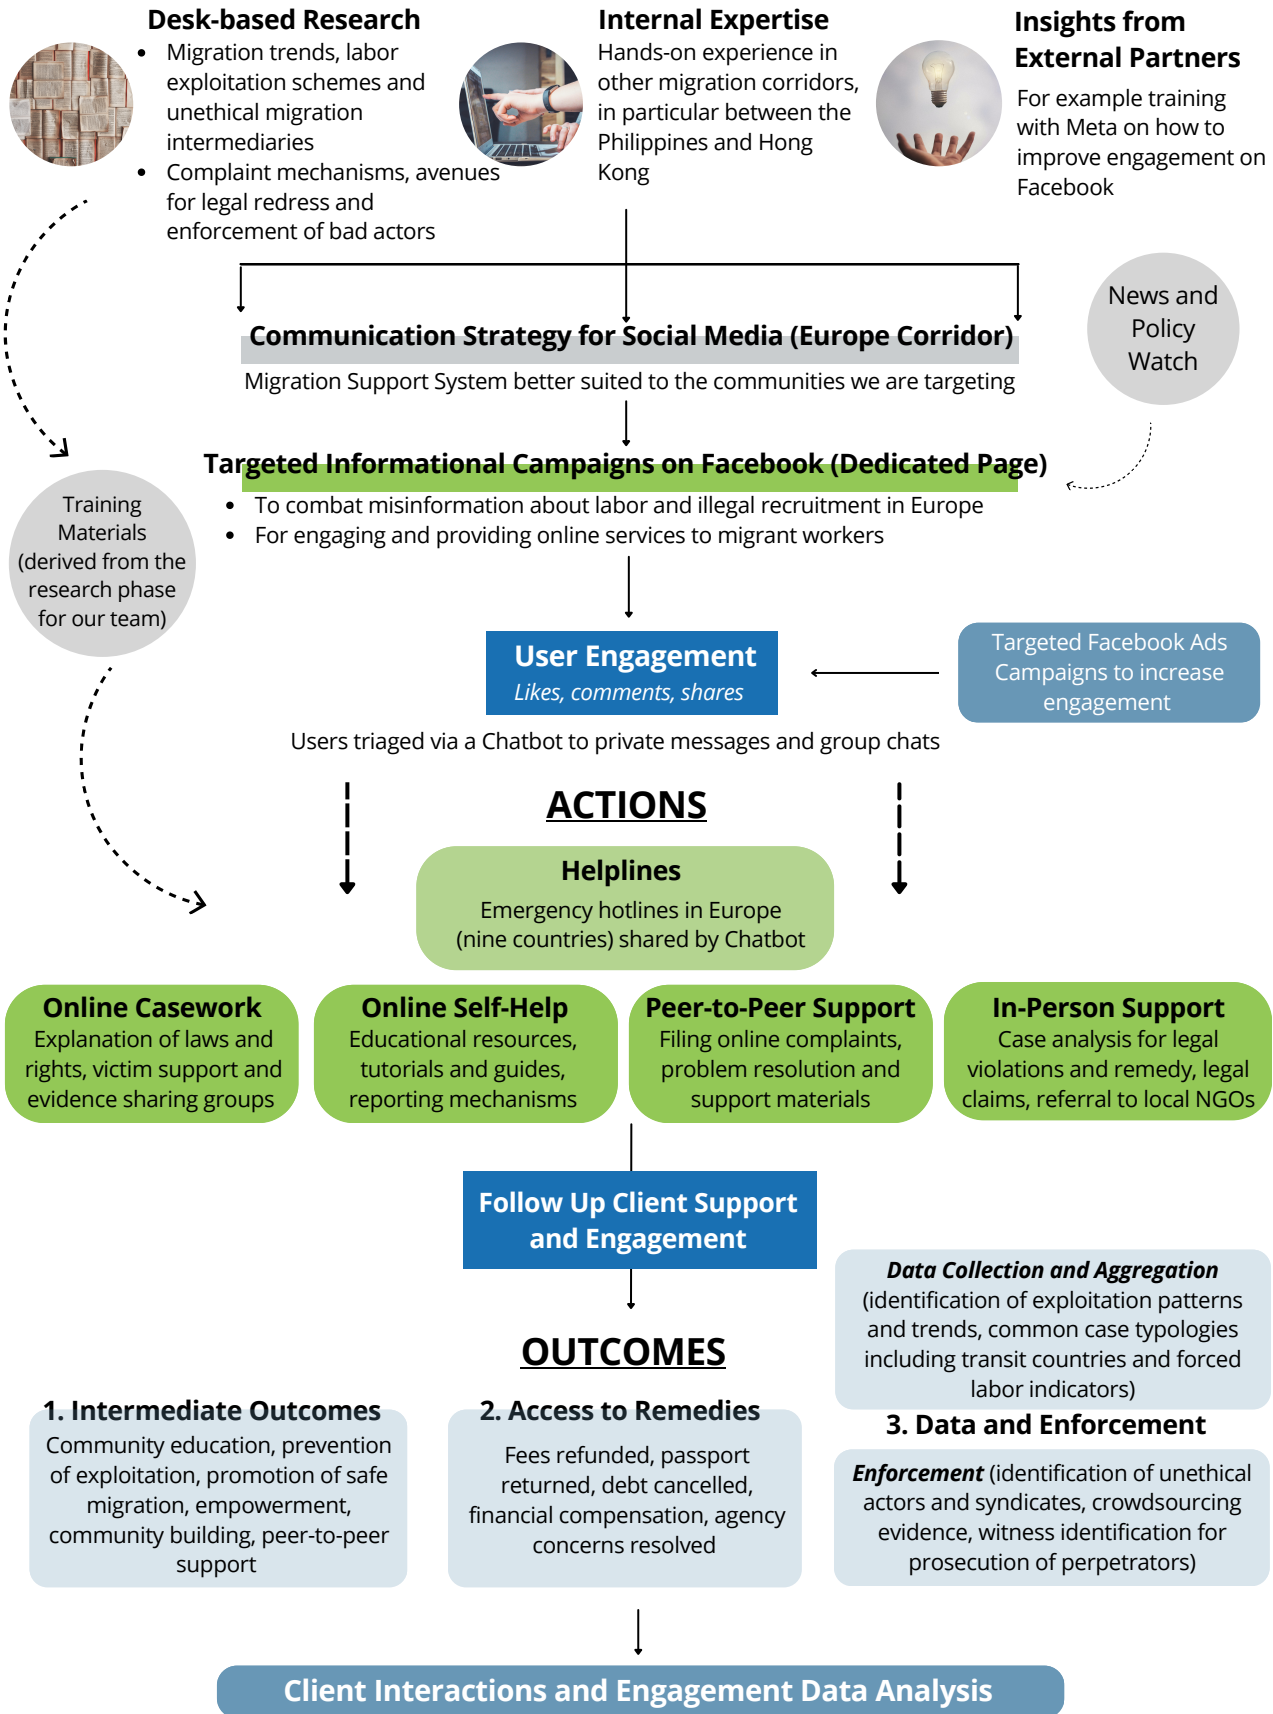 Desk-based Research
• Migration trends, labor
exploitation schemes and
unethical migration
intermediaries
• Complaint mechanisms, avenues
for legal redress and
enforcement of bad actors
Internal Expertise
Hands-on experience in
other migration corridors,
in particular between the
Philippines and Hong
Kong
Insights from
External Partners
For example training
with Meta on how to
improve engagement on
Facebook
News and
Policy
Watch
Communication Strategy for Social Media (Europe Corridor)
Migration Support System better suited to the communities we are targeting
Targeted Informational Campaigns on Facebook (Dedicated Page)
• To combat misinformation about labor and illegal recruitment in Europe
• For engaging and providing online services to migrant workers
Training
Materials
(derived from the
research phase
for our team)
User Engagement
Likes, comments, shares
Targeted Facebook Ads
Campaigns to increase
engagement
Users triaged via a Chatbot to private messages and group chats
ACTIONS
Helplines
Emergency hotlines in Europe
(nine countries) shared by Chatbot
Online Casework
Explanation of laws and
rights, victim support and
evidence sharing groups
Online Self-Help
Educational resources,
tutorials and guides,
reporting mechanisms
Peer-to-Peer Support
Filing online complaints,
problem resolution and
support materials
In-Person Support
Case analysis for legal
violations and remedy, legal
claims, referral to local NGOs
Follow Up Client Support
and Engagement
OUTCOMES
1. Intermediate Outcomes
Community education, prevention
of exploitation, promotion of safe
migration, empowerment,
community building, peer-to-peer
support
2. Access to Remedies
Fees refunded, passport
returned, debt cancelled,
financial compensation, agency
concerns resolved
Data Collection and Aggregation
(identification of exploitation patterns
and trends, common case typologies
including transit countries and forced
labor indicators)
3. Data and Enforcement
Enforcement (identification of unethical
actors and syndicates, crowdsourcing
evidence, witness identification for
prosecution of perpetrators)
Client Interactions and Engagement Data Analysis